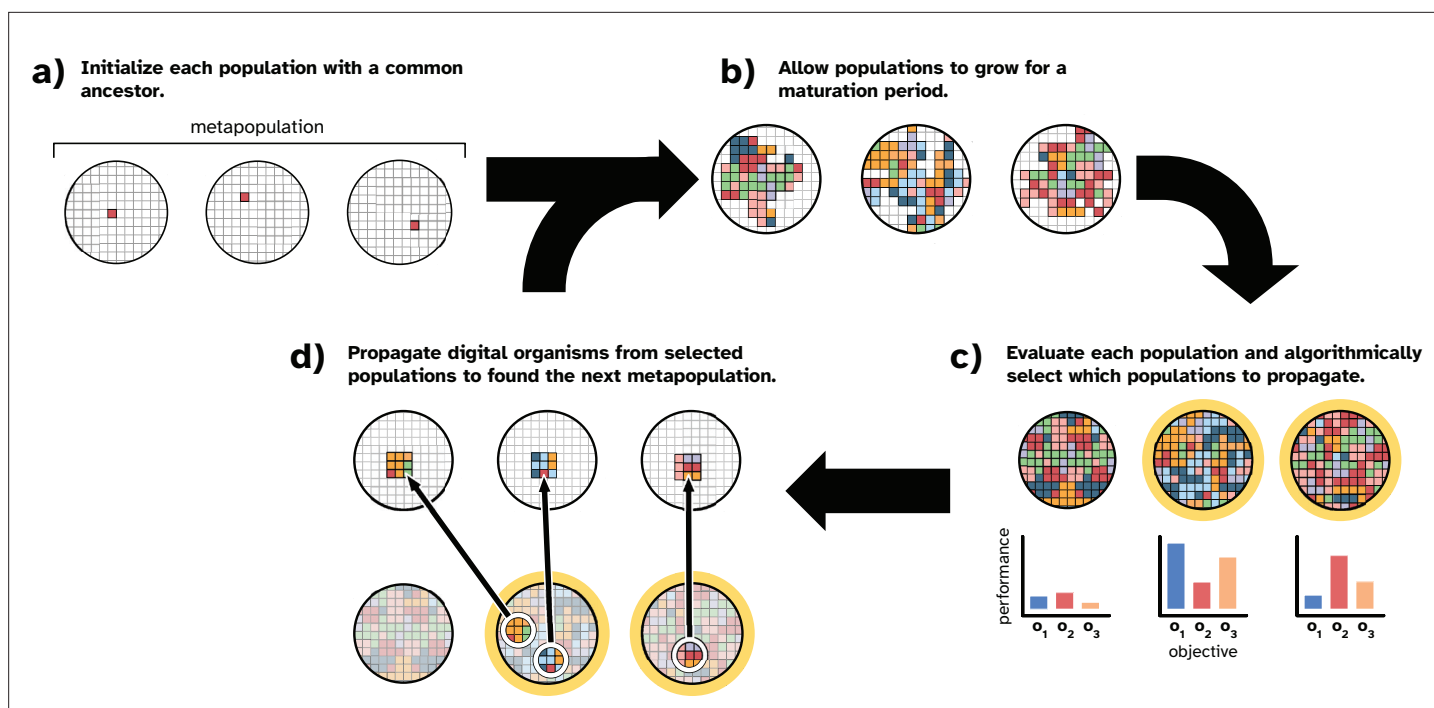 a) Initialize each population with a common
ancestor.
metapopulation
b) Allow populations to grow for a
maturation period.
c) Evaluate each population and algorithmically
select which populations to propagate.
performance
o1 o2 o3
o1 o2 o3
o1 o2 o3
objective
d) Propagate digital organisms from selected
populations to found the next metapopulation.